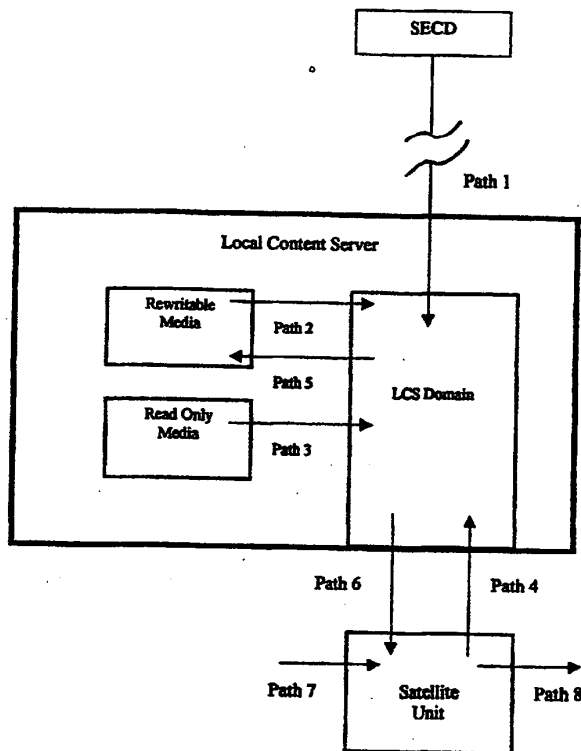 SECD
Path 1
Local Content Server
Rewritable
Media
Path 2
Path 5
LCS Domain
Read Only
Media
Path 3
Path 6
Path 4
Path 7
Satellite
Unit
Path 8